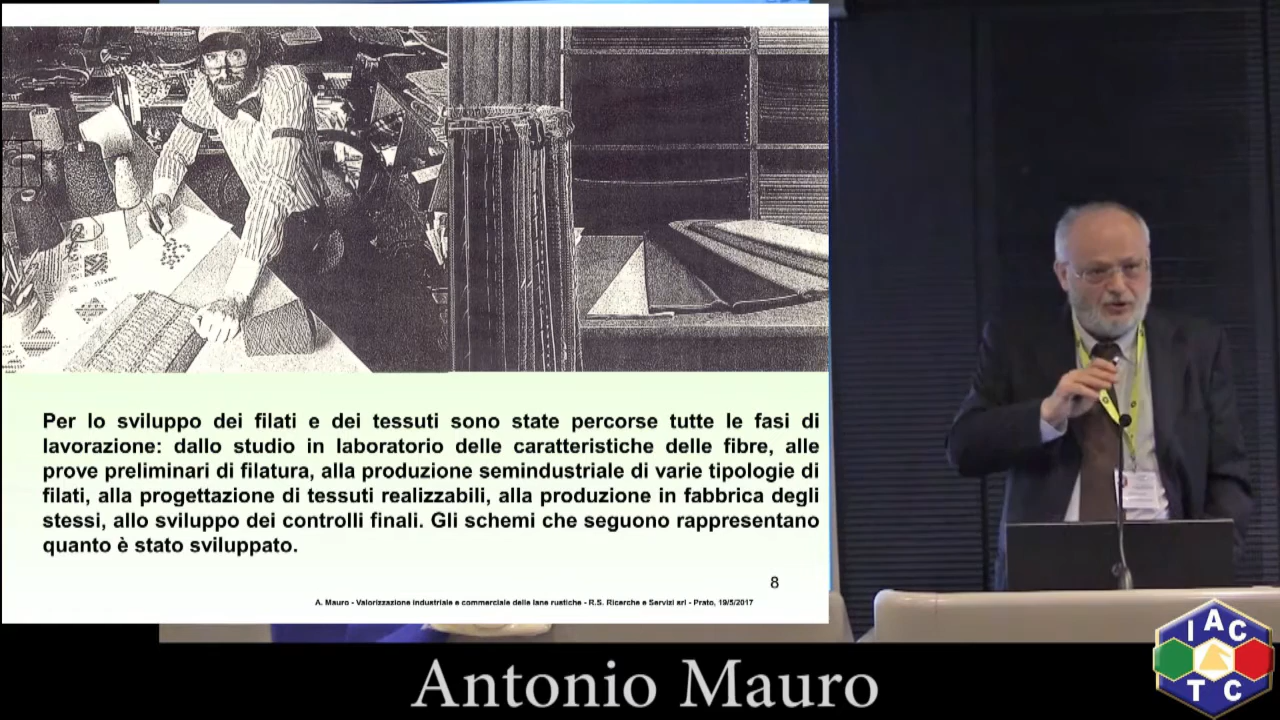 Per lo sviluppo dei filati e dei tessuti sono state percorse tutte le fasi di
lavorazione: dallo studio in laboratorio delle caratteristiche delle fibre, alle
prove preliminari di filatura, alla produzione semindustriale di varie tipologie di
filati, alla progettazione di tessuti realizzabili, alla produzione in fabbrica degli
stessi, allo sviluppo dei controlli finali. Gli schemi che seguono rappresentano
quanto è stato sviluppato.
8
A. Mauro - Valorizzazione industriale e commerciale delle lane rustiche - R.S. Ricerche e Servizi srl - Prato, 19/5/2017
Antonio Mauro
IAC
TC